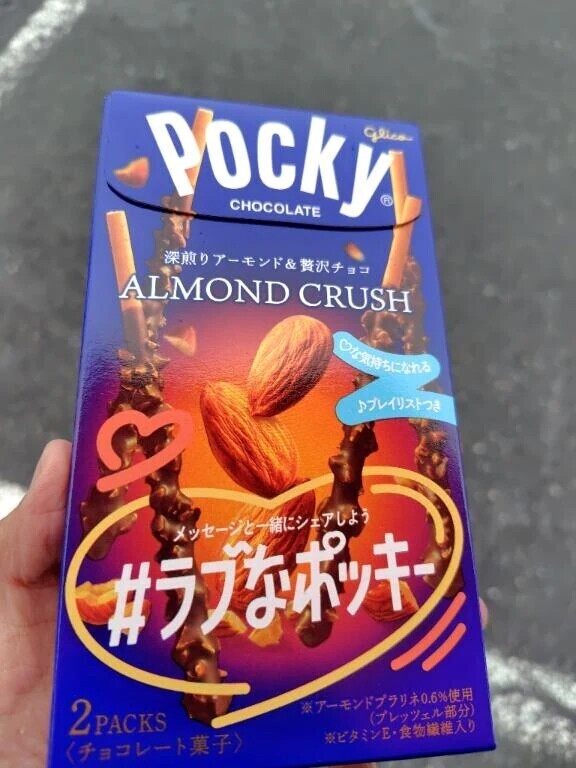 Glico
Pocky®
CHOCOLATE
深煎りアーモンド&贅沢チョコ
ALMOND CRUSH
♡な気持ちになれる
♪プレイリストつき
メッセージと一緒にシェアしよう
#ラブなポッキー
2PACKS
〈チョコレート菓子〉
※アーモンドプラリネ0.6%使用
(プレッツェル部分)
※ビタミンE・食物繊維入り